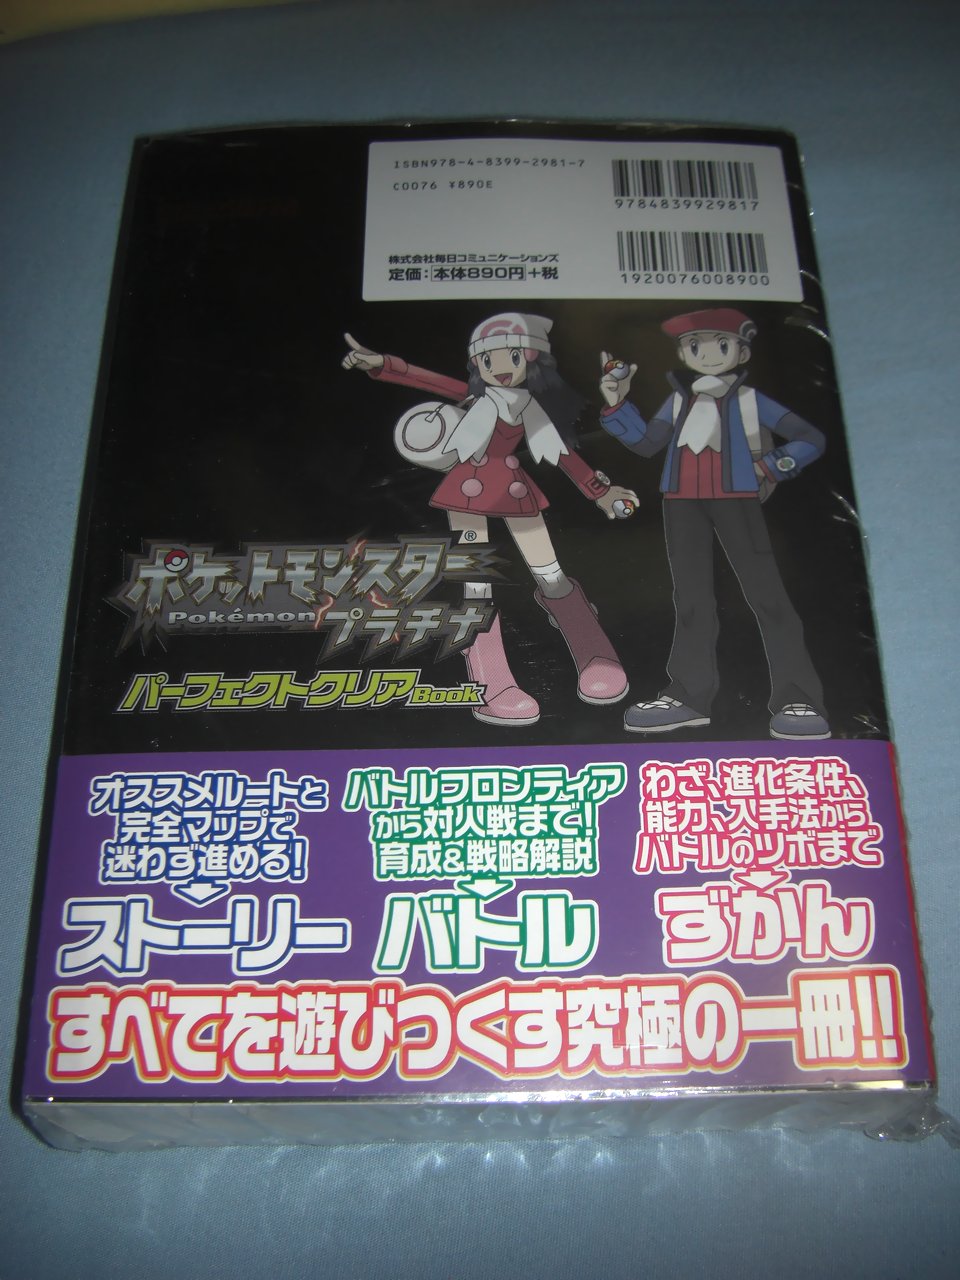 ISBN978-4-8399-2981-7
C0076 ¥890E
9784839929817
株式会社毎日コミュニケーションズ
定価:本体890円+税
1920076008900
ポケットモンスター®
Pokémon プラチナ
パーフェクトクリアBook
オススメルートと
完全マップで
迷わず進める!
ストーリー
バトルフロンティア
から対人戦まで!
育成&戦略解説
バトル
わざ、進化条件、
能力、入手法から
バトルのツボまで
ずかん
すべてを遊びつくす究極の一冊!!